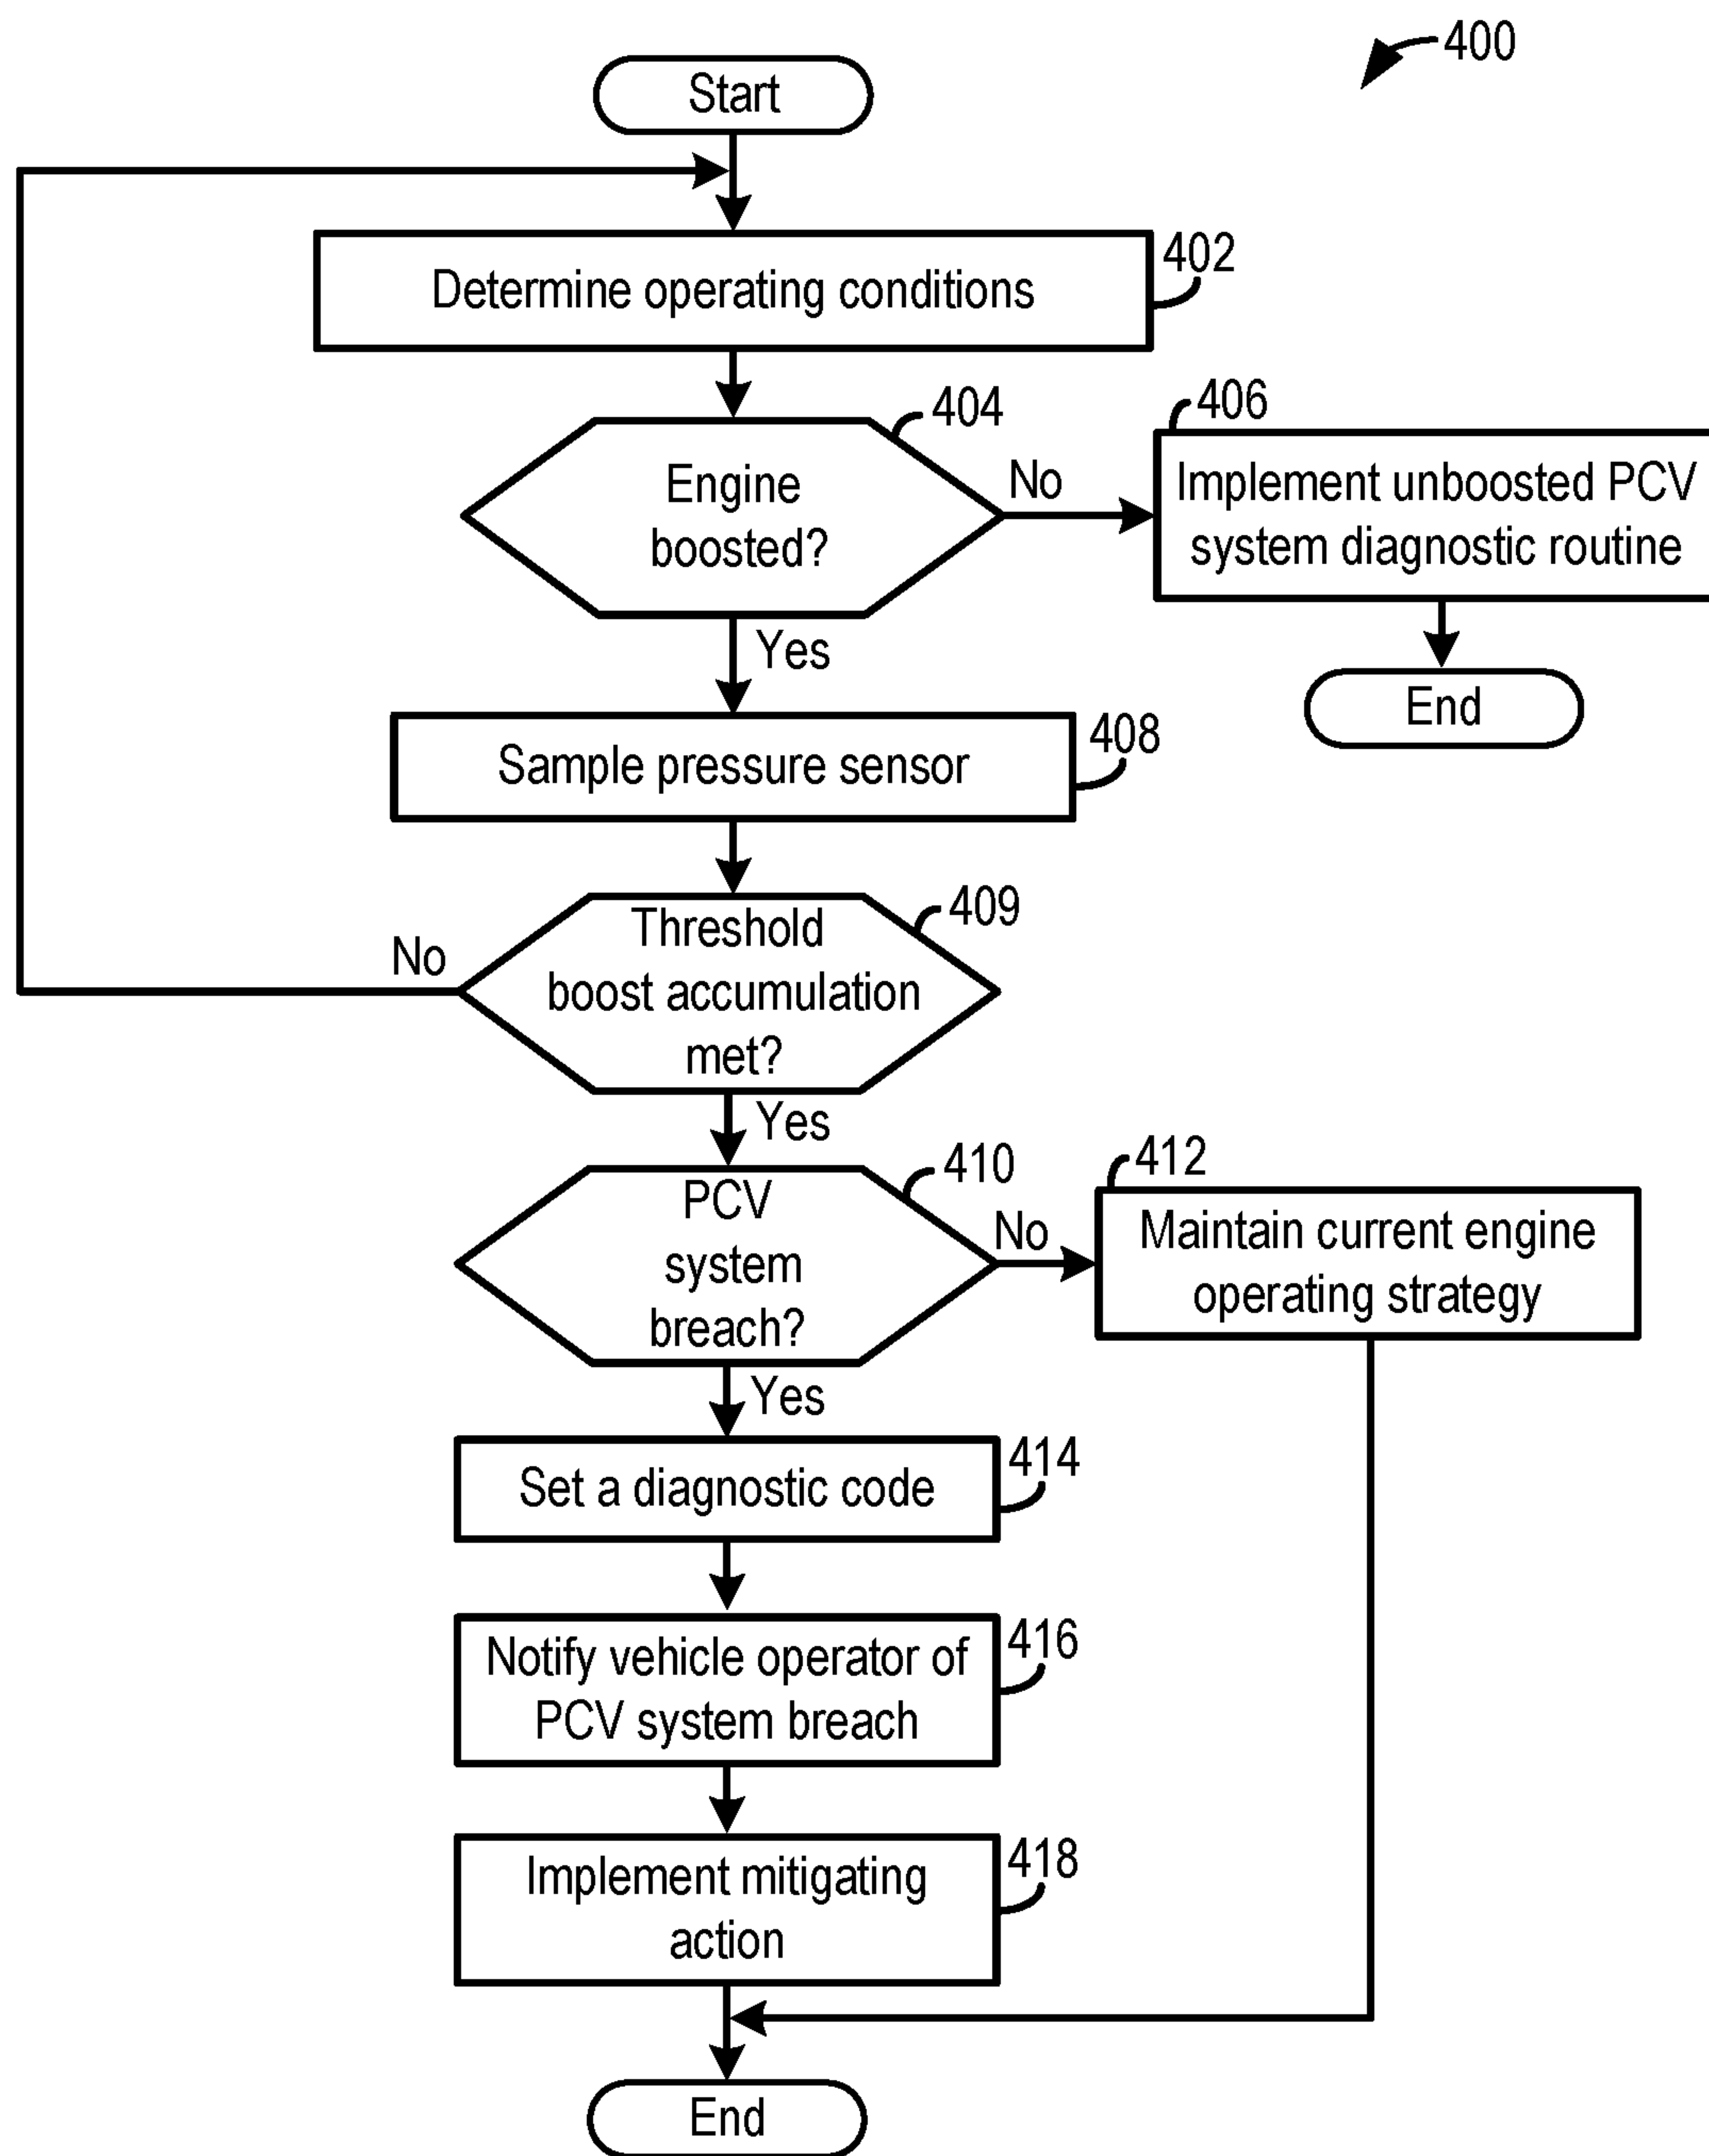 400
Start
402
Determine operating conditions
404
406
Engine
boosted?
No
Implement unboosted PCV
system diagnostic routine
Yes
End
408
Sample pressure sensor
409
Threshold
boost accumulation
met?
No
Yes
410
412
PCV
system
breach?
No
Maintain current engine
operating strategy
Yes
414
Set a diagnostic code
416
Notify vehicle operator of
PCV system breach
418
Implement mitigating
action
End